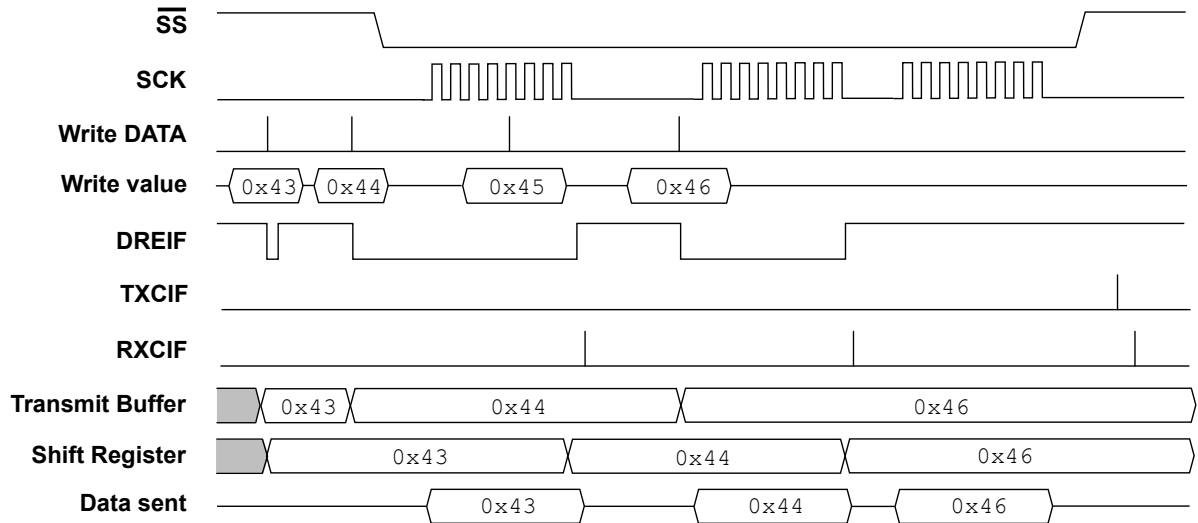 SS
SCK
Write DATA
Write value 0x43 0x44 0x45 0x46
DREIF
TXCIF
RXCIF
Transmit Buffer 0x43 0x44 0x46
Shift Register 0x43 0x44 0x46
Data sent 0x43 0x44 0x46